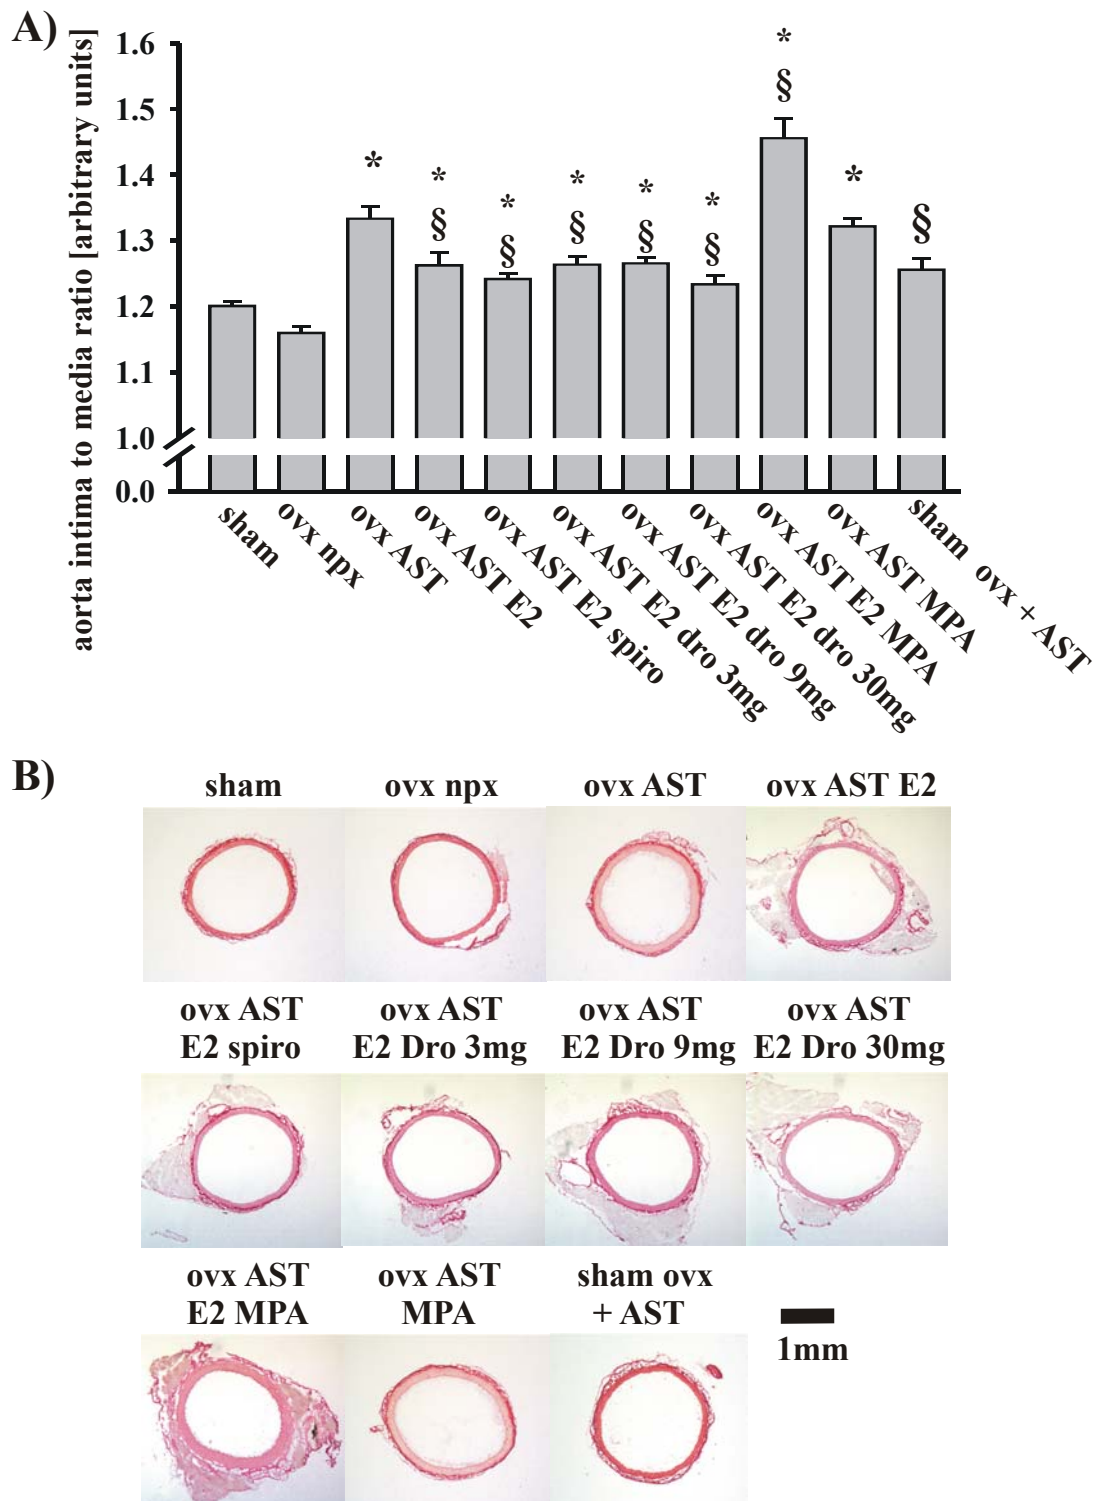 A)
aorta intima to media ratio [arbitrary units]
1.6
1.5
1.4
1.3
1.2
1.1
1.0
0.0
*
* §
* §
* §
* §
* §
* §
*
§
sham
ovx npx
ovx AST
ovx AST E2
ovx AST E2 spiro
ovx AST E2 dro 3mg
ovx AST E2 dro 9mg
ovx AST E2 dro 30mg
ovx AST E2 MPA
ovx AST MPA
sham ovx + AST
B)
sham
ovx npx
ovx AST
ovx AST E2
ovx AST
E2 spiro
ovx AST
E2 Dro 3mg
ovx AST
E2 Dro 9mg
ovx AST
E2 Dro 30mg
ovx AST
E2 MPA
ovx AST
MPA
sham ovx
+ AST
1mm